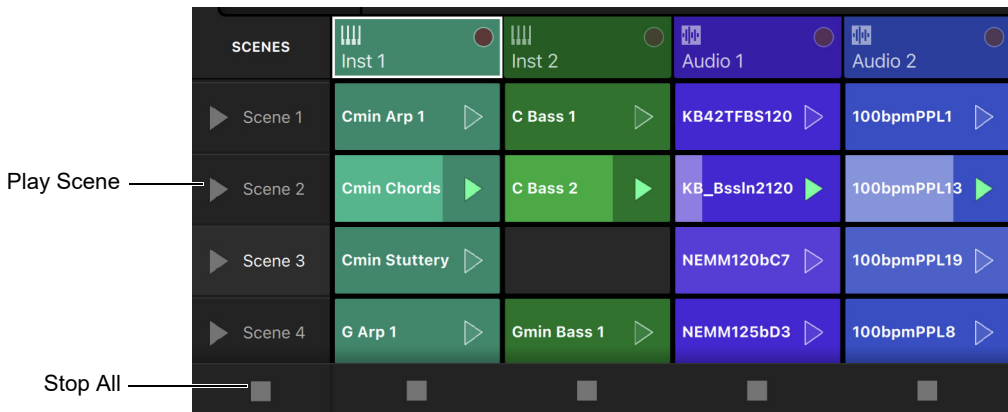 SCENES
Inst 1
Inst 2
Audio 1
Audio 2
Scene 1
Cmin Arp 1
C Bass 1
KB42TFBS120
100bpmPPL1
Play Scene
Scene 2
Cmin Chords
C Bass 2
KB_BssIn2120
100bpmPPL13
Scene 3
Cmin Stuttery
NEMM120bC7
100bpmPPL19
Scene 4
G Arp 1
Gmin Bass 1
NEMM125bD3
100bpmPPL8
Stop All